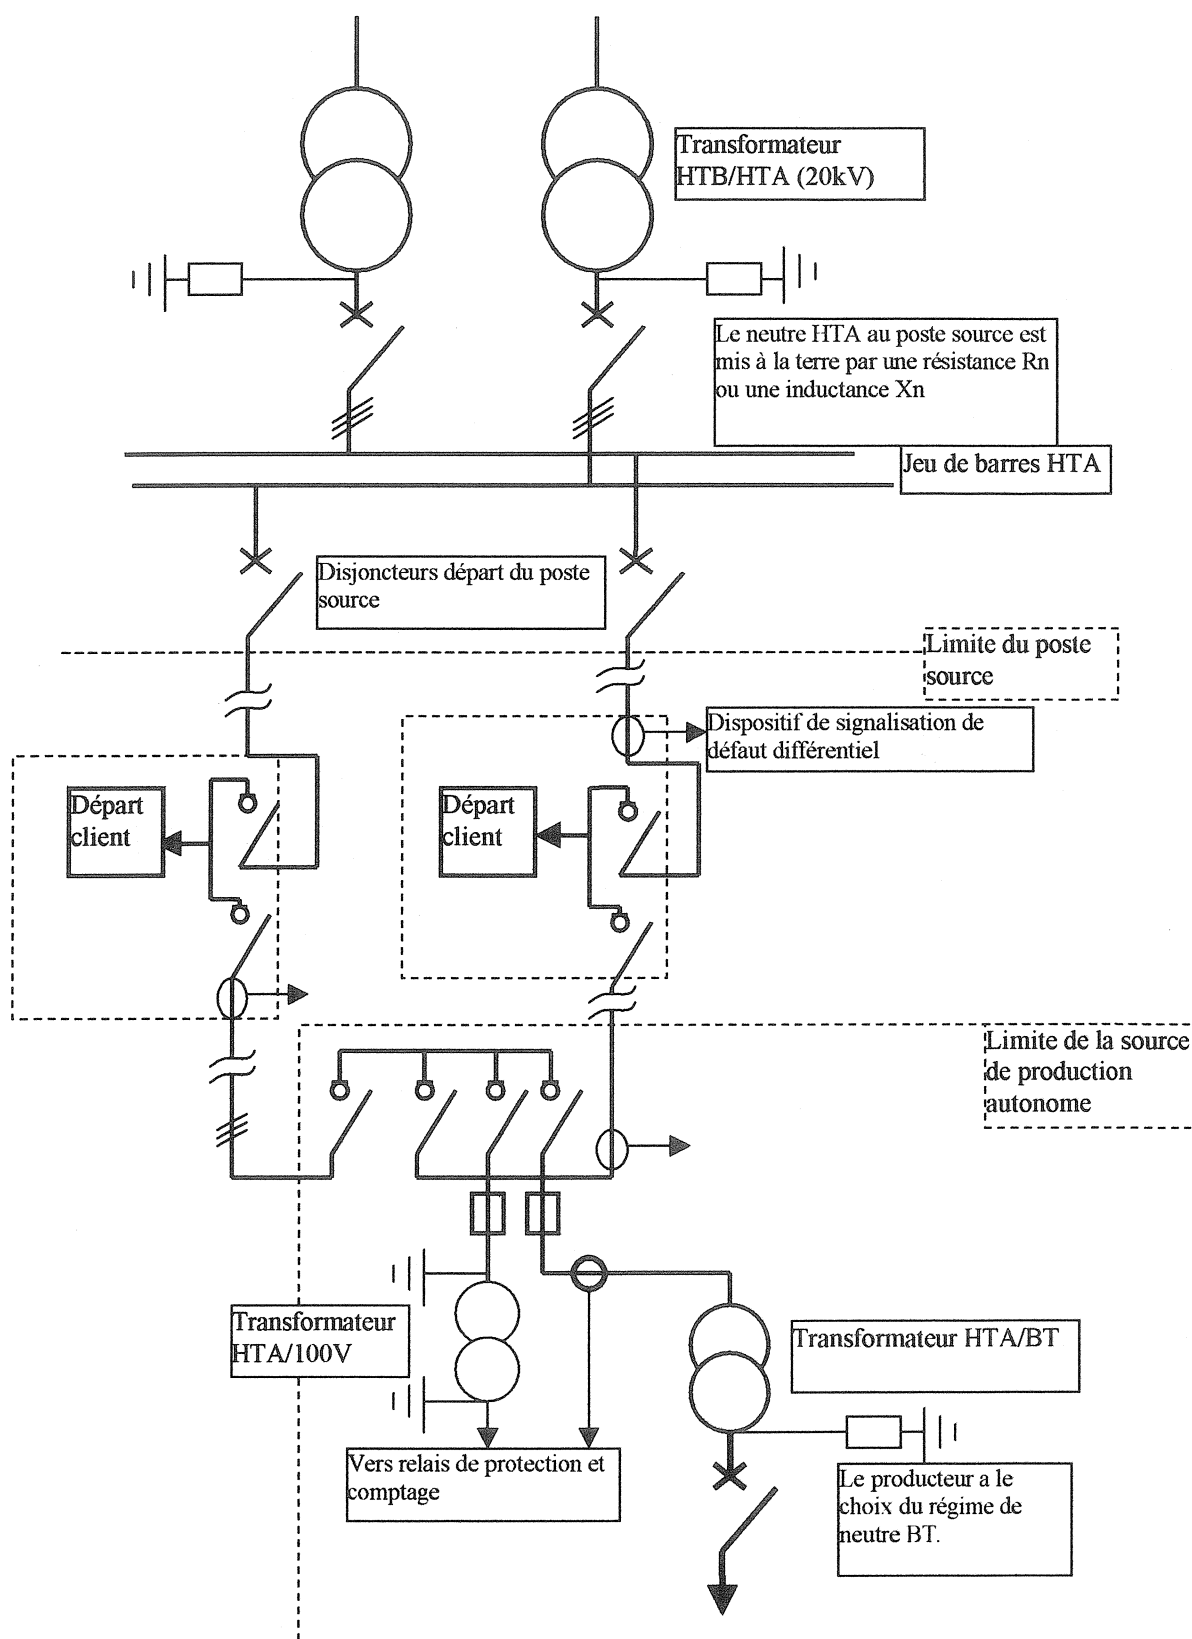 Transformateur
HTB/HTA (20kV)
Le neutre HTA au poste source est
mis à la terre par une résistance Rn
ou une inductance Xn
Jeu de barres HTA
Disjoncteurs départ du poste
source
Limite du poste
source
Dispositif de signalisation de
défaut différentiel
Départ
client
Départ
client
Limite de la source
de production
autonome
Transformateur
HTA/100V
Transformateur HTA/BT
Vers relais de protection et
comptage
Le producteur a le
choix du régime de
neutre BT.